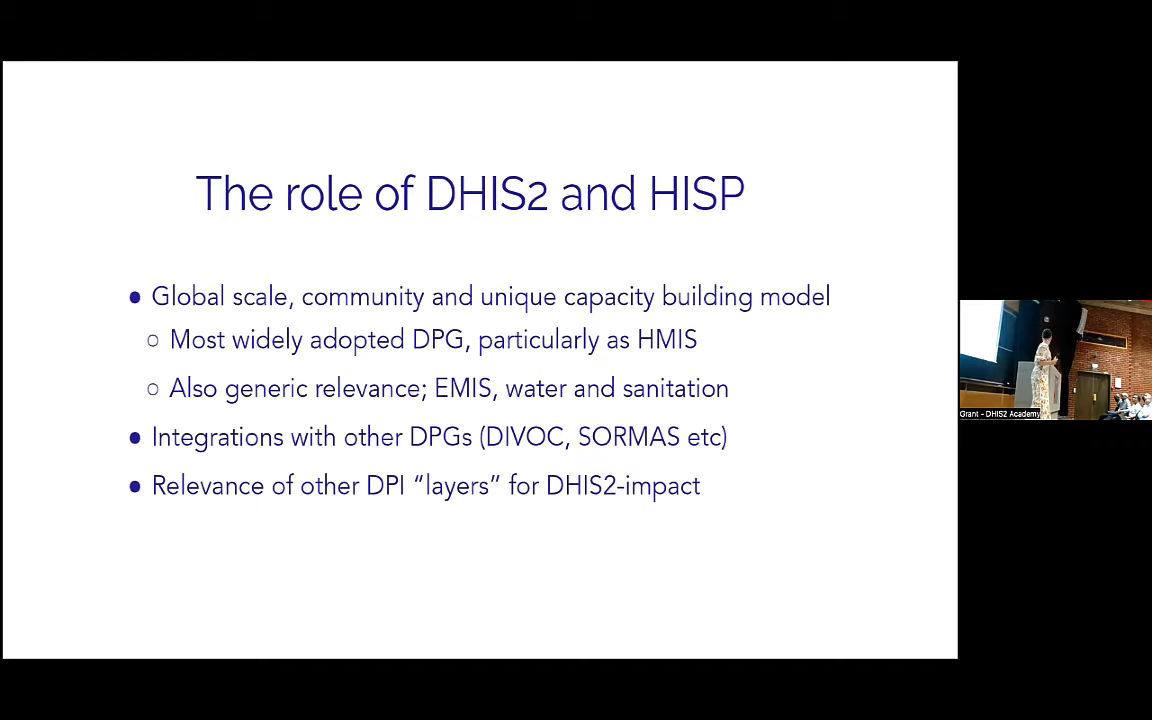 The role of DHIS2 and HISP
● Global scale, community and unique capacity building model
○ Most widely adopted DPG, particularly as HMIS
○ Also generic relevance; EMIS, water and sanitation
● Integrations with other DPGs (DIVOC, SORMAS etc)
● Relevance of other DPI “layers” for DHIS2-impact
Grant - DHIS2 Academy